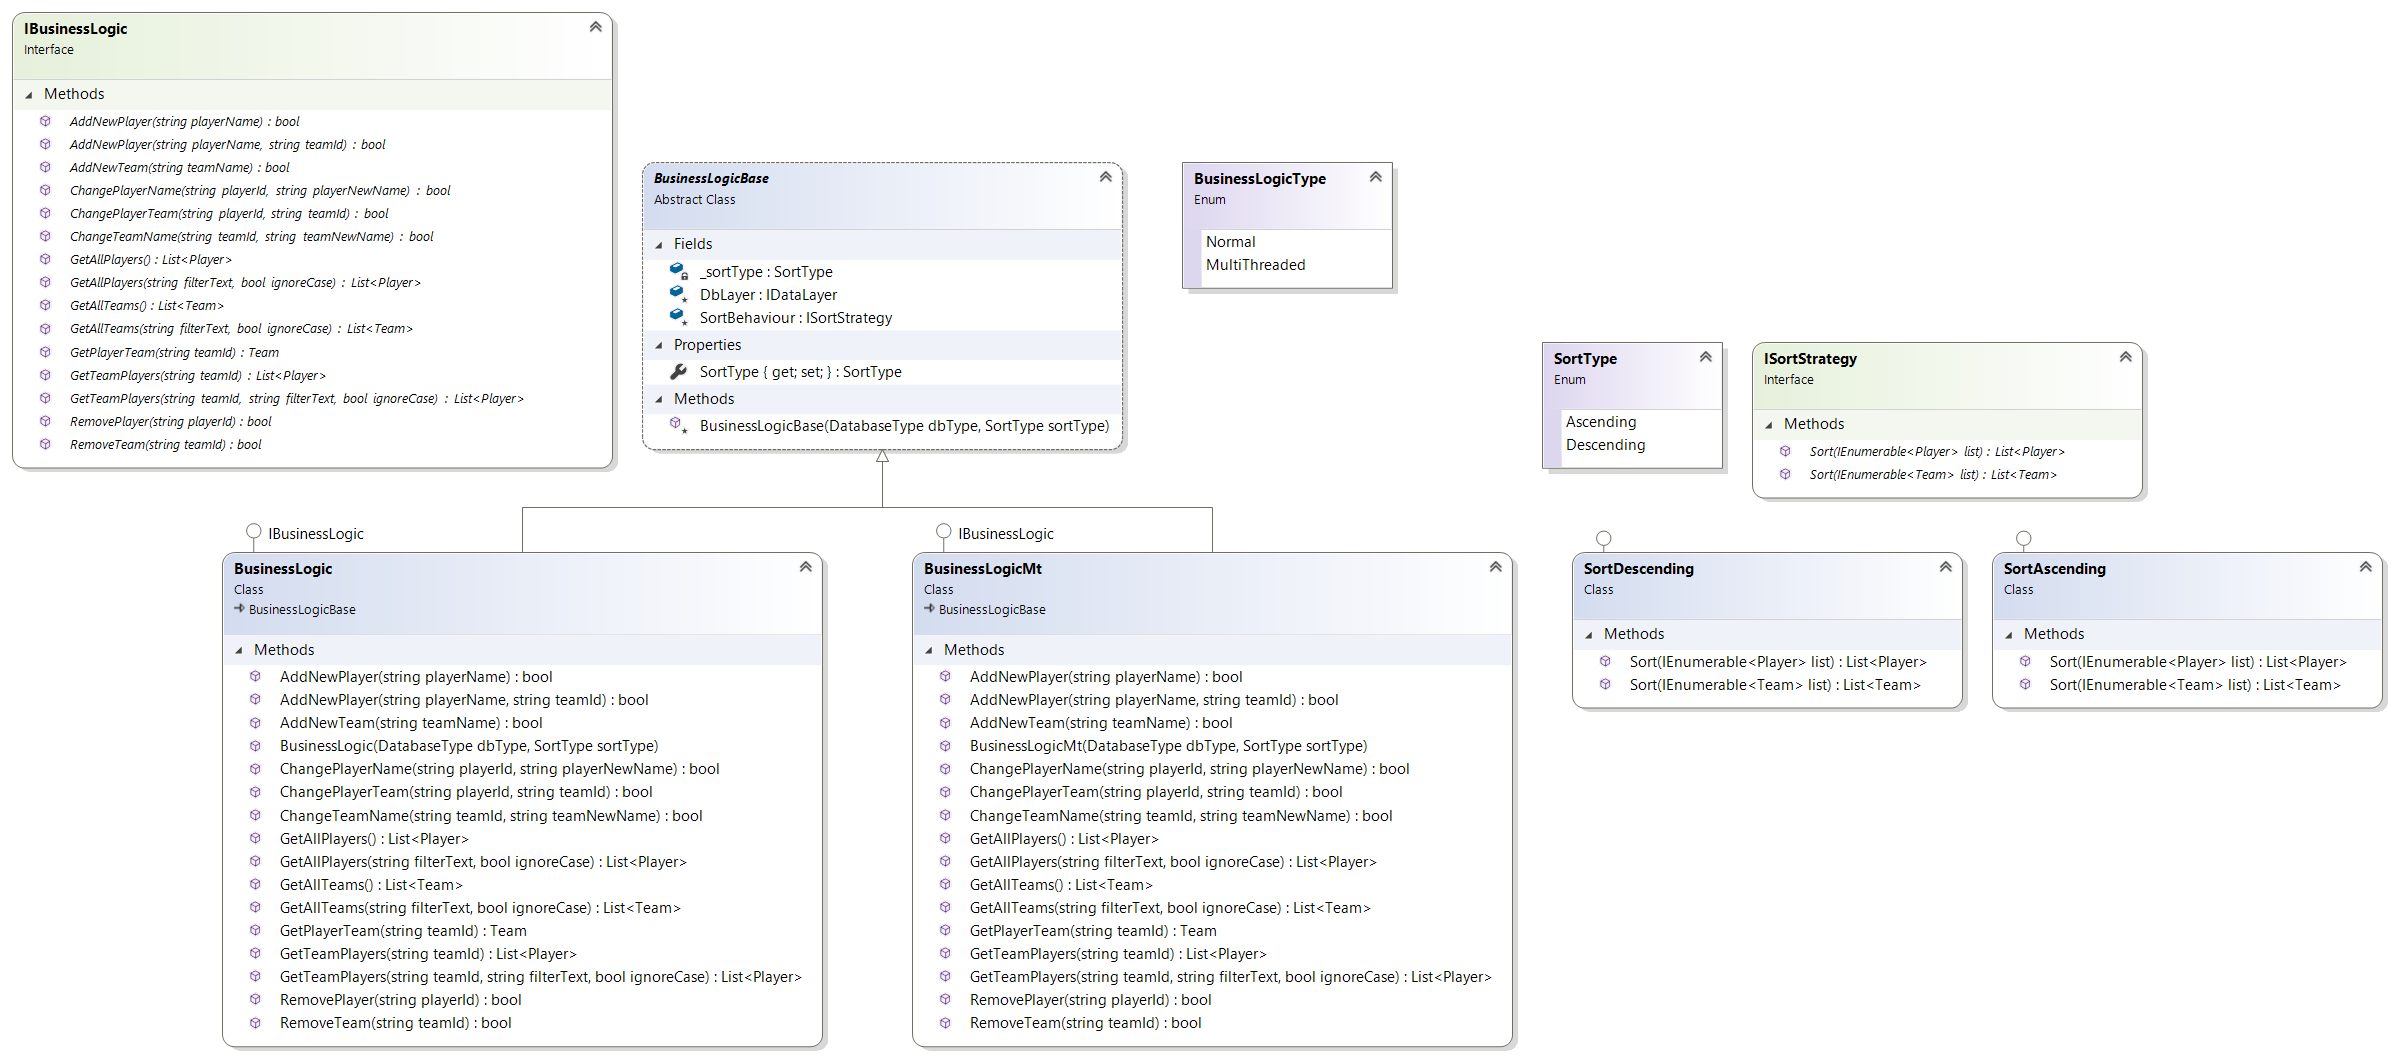 IBusinessLogic
Interface
Methods
AddNewPlayer(string playerName) : bool
AddNewPlayer(string playerName, string teamId) : bool
AddNewTeam(string teamName) : bool
ChangePlayerName(string playerId, string playerNewName) : bool
ChangePlayerTeam(string playerId, string teamId) : bool
ChangeTeamName(string teamId, string teamNewName) : bool
GetAllPlayers() : List<Player>
GetAllPlayers(string filterText, bool ignoreCase) : List<Player>
GetAllTeams() : List<Team>
GetAllTeams(string filterText, bool ignoreCase) : List<Team>
GetPlayerTeam(string teamId) : Team
GetTeamPlayers(string teamId) : List<Player>
GetTeamPlayers(string teamId, string filterText, bool ignoreCase) : List<Player>
RemovePlayer(string playerId) : bool
RemoveTeam(string teamId) : bool
BusinessLogicBase
Abstract Class
Fields
_sortType : SortType
DbLayer : IDataLayer
SortBehaviour : ISortStrategy
Properties
SortType { get; set; } : SortType
Methods
BusinessLogicBase(DatabaseType dbType, SortType sortType)
BusinessLogicType
Enum
Normal
MultiThreaded
SortType
Enum
Ascending
Descending
ISortStrategy
Interface
Methods
Sort(IEnumerable<Player> list) : List<Player>
Sort(IEnumerable<Team> list) : List<Team>
IBusinessLogic
BusinessLogic
Class
BusinessLogicBase
Methods
AddNewPlayer(string playerName) : bool
AddNewPlayer(string playerName, string teamId) : bool
AddNewTeam(string teamName) : bool
BusinessLogic(DatabaseType dbType, SortType sortType)
ChangePlayerName(string playerId, string playerNewName) : bool
ChangePlayerTeam(string playerId, string teamId) : bool
ChangeTeamName(string teamId, string teamNewName) : bool
GetAllPlayers() : List<Player>
GetAllPlayers(string filterText, bool ignoreCase) : List<Player>
GetAllTeams() : List<Team>
GetAllTeams(string filterText, bool ignoreCase) : List<Team>
GetPlayerTeam(string teamId) : Team
GetTeamPlayers(string teamId) : List<Player>
GetTeamPlayers(string teamId, string filterText, bool ignoreCase) : List<Player>
RemovePlayer(string playerId) : bool
RemoveTeam(string teamId) : bool
IBusinessLogic
BusinessLogicMt
Class
BusinessLogicBase
Methods
AddNewPlayer(string playerName) : bool
AddNewPlayer(string playerName, string teamId) : bool
AddNewTeam(string teamName) : bool
BusinessLogicMt(DatabaseType dbType, SortType sortType)
ChangePlayerName(string playerId, string playerNewName) : bool
ChangePlayerTeam(string playerId, string teamId) : bool
ChangeTeamName(string teamId, string teamNewName) : bool
GetAllPlayers() : List<Player>
GetAllPlayers(string filterText, bool ignoreCase) : List<Player>
GetAllTeams() : List<Team>
GetAllTeams(string filterText, bool ignoreCase) : List<Team>
GetPlayerTeam(string teamId) : Team
GetTeamPlayers(string teamId) : List<Player>
GetTeamPlayers(string teamId, string filterText, bool ignoreCase) : List<Player>
RemovePlayer(string playerId) : bool
RemoveTeam(string teamId) : bool
SortDescending
Class
Methods
Sort(IEnumerable<Player> list) : List<Player>
Sort(IEnumerable<Team> list) : List<Team>
SortAscending
Class
Methods
Sort(IEnumerable<Player> list) : List<Player>
Sort(IEnumerable<Team> list) : List<Team>